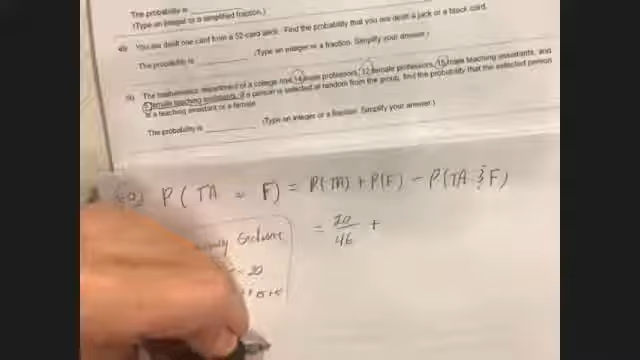 The probability is
(Type an integer or a simplified fraction.)
49) You are dealt one card from a 52-card deck. Find the probability that you are dealt a jack or a black card.
The probability is (Type an integer or a fraction. Simplify your answer.)
The mathematics department of a college has 14 male professors, 12 female professors, 15 male teaching assistants, and
5 female teaching assistants. If a person is selected at random from the group, find the probability that the selected person
is a teaching assistant or a female.
The probability is (Type an integer or a fraction. Simplify your answer.)
P( TA F) = P(TA) + P(F) - P(TA & F)
= 20/46 +
20